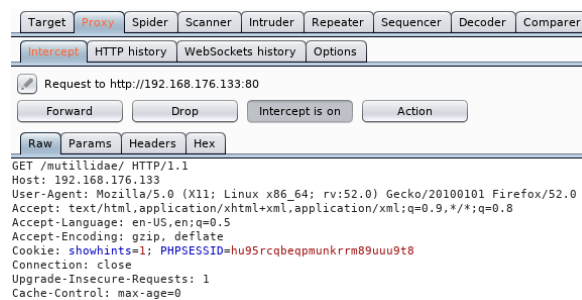 Target Proxy Spider Scanner Intruder Repeater Sequencer Decoder Comparer
Intercept HTTP history WebSockets history Options
Request to http://192.168.176.133:80
Forward Drop Intercept is on Action
Raw Params Headers Hex
GET /mutillidae/ HTTP/1.1
Host: 192.168.176.133
User-Agent: Mozilla/5.0 (X11; Linux x86_64; rv:52.0) Gecko/20100101 Firefox/52.0
Accept: text/html,application/xhtml+xml,application/xml;q=0.9,*/*;q=0.8
Accept-Language: en-US,en;q=0.5
Accept-Encoding: gzip, deflate
Cookie: showhints=1; PHPSESSID=hu95rcqbeqpmunkrrm89uuu9t8
Connection: close
Upgrade-Insecure-Requests: 1
Cache-Control: max-age=0